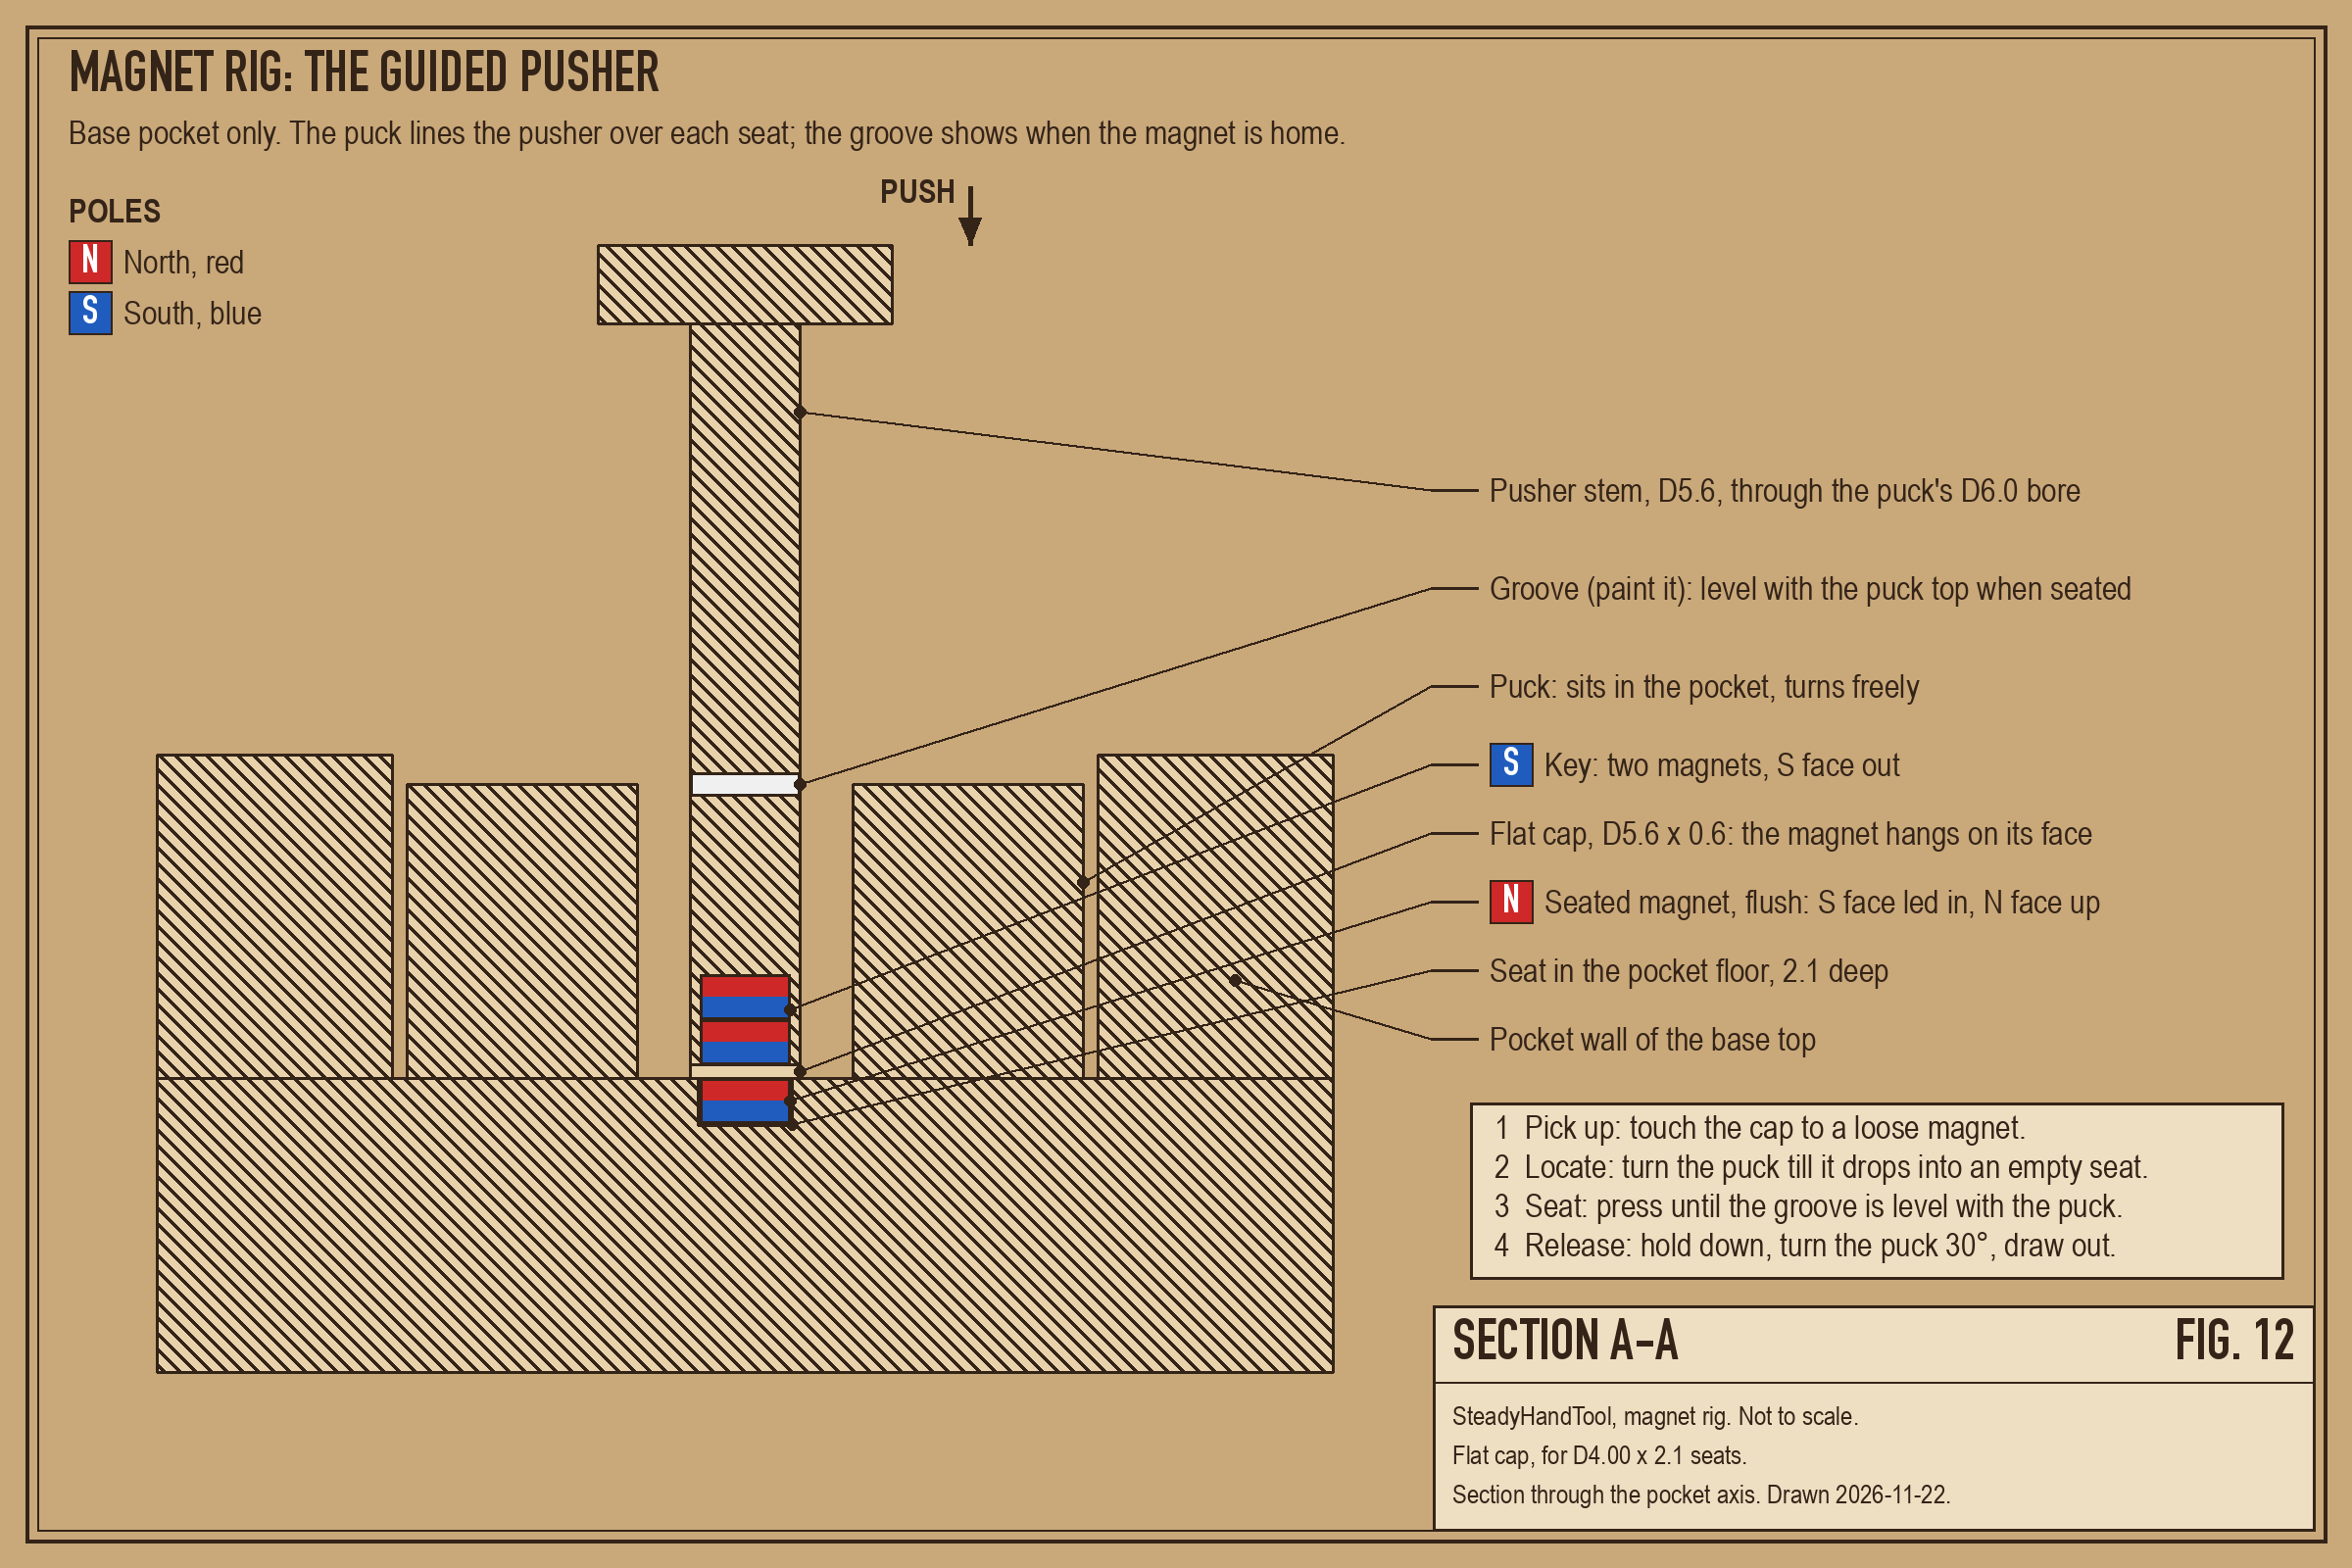 MAGNET RIG: THE GUIDED PUSHER
Base pocket only. The puck lines the pusher over each seat; the groove shows when the magnet is home.
PUSH
POLES
N North, red
S South, blue
Pusher stem, D5.6, through the puck's D6.0 bore
Groove (paint it): level with the puck top when seated
Puck: sits in the pocket, turns freely
S Key: two magnets, S face out
Flat cap, D5.6 x 0.6: the magnet hangs on its face
N Seated magnet, flush: S face led in, N face up
Seat in the pocket floor, 2.1 deep
Pocket wall of the base top
1 Pick up: touch the cap to a loose magnet.
2 Locate: turn the puck till it drops into an empty seat.
3 Seat: press until the groove is level with the puck.
4 Release: hold down, turn the puck 30°, draw out.
SECTION A-A FIG. 12
SteadyHandTool, magnet rig. Not to scale.
Flat cap, for D4.00 x 2.1 seats.
Section through the pocket axis. Drawn 2026-11-22.